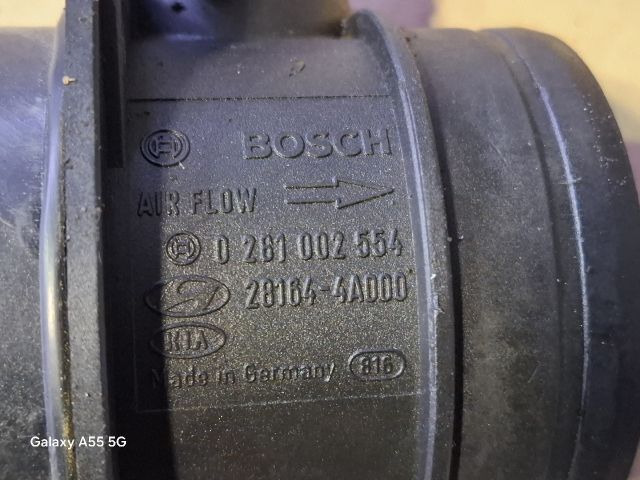 BOSCH
AIR FLOW
0 281 002 554
28164-4A000
KIA
Made in Germany 816
Galaxy A55 5G